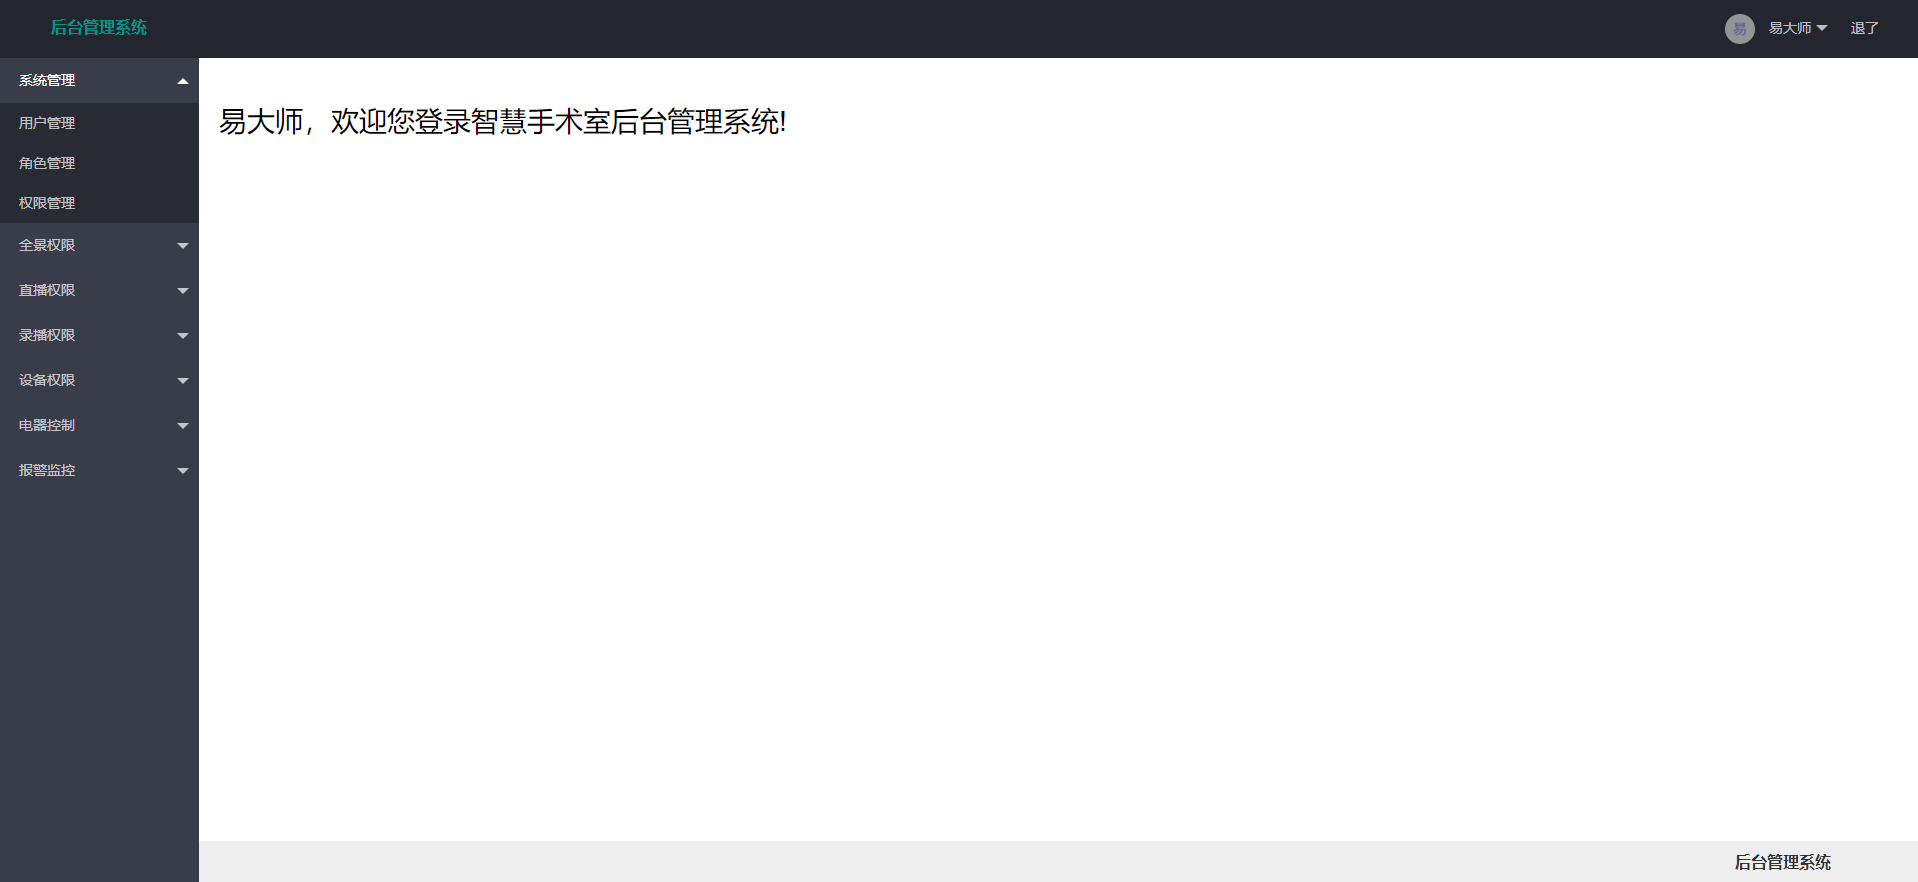 后台管理系统
易 易大师 退了
系统管理
用户管理
角色管理
权限管理
全景权限
直播权限
录播权限
设备权限
电器控制
报警监控
易大师，欢迎您登录智慧手术室后台管理系统!
后台管理系统